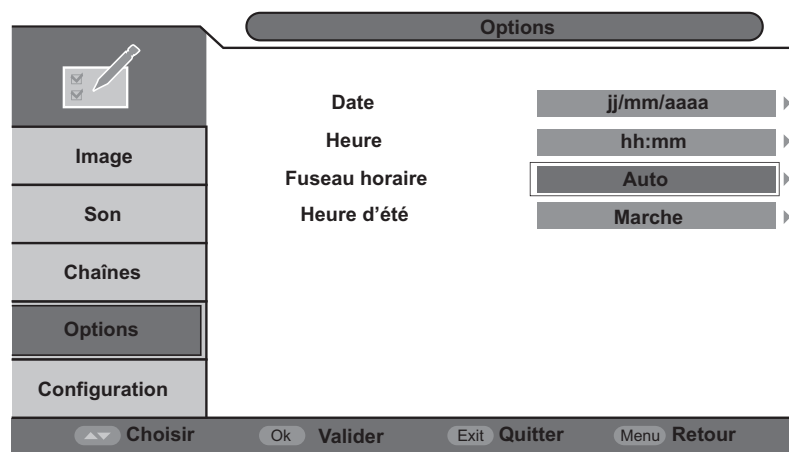 Options
Date jj/mm/aaaa
Heure hh:mm
Fuseau horaire Auto
Heure d'été Marche
Image
Son
Chaînes
Options
Configuration
Choisir Ok Valider Exit Quitter Menu Retour